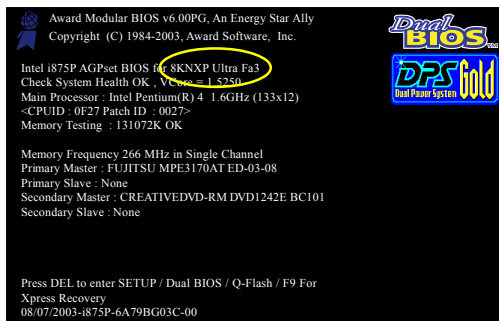 Award Modular BIOS v6.00PG, An Energy Star Ally
Copyright (C) 1984-2003, Award Software, Inc.
Dual
BIOS TM
Intel i875P AGPset BIOS for 8KNXP Ultra Fa3
Check System Health OK , VCore = 1.5250
Main Processor : Intel Pentium(R) 4 1.6GHz (133x12)
<CPUID : 0F27 Patch ID : 0027>
Memory Testing : 131072K OK
DPS Gold
Dual Power System
Memory Frequency 266 MHz in Single Channel
Primary Master : FUJITSU MPE3170AT ED-03-08
Primary Slave : None
Secondary Master : CREATIVEDVD-RM DVD1242E BC101
Secondary Slave : None
Press DEL to enter SETUP / Dual BIOS / Q-Flash / F9 For
Xpress Recovery
08/07/2003-i875P-6A79BG03C-00